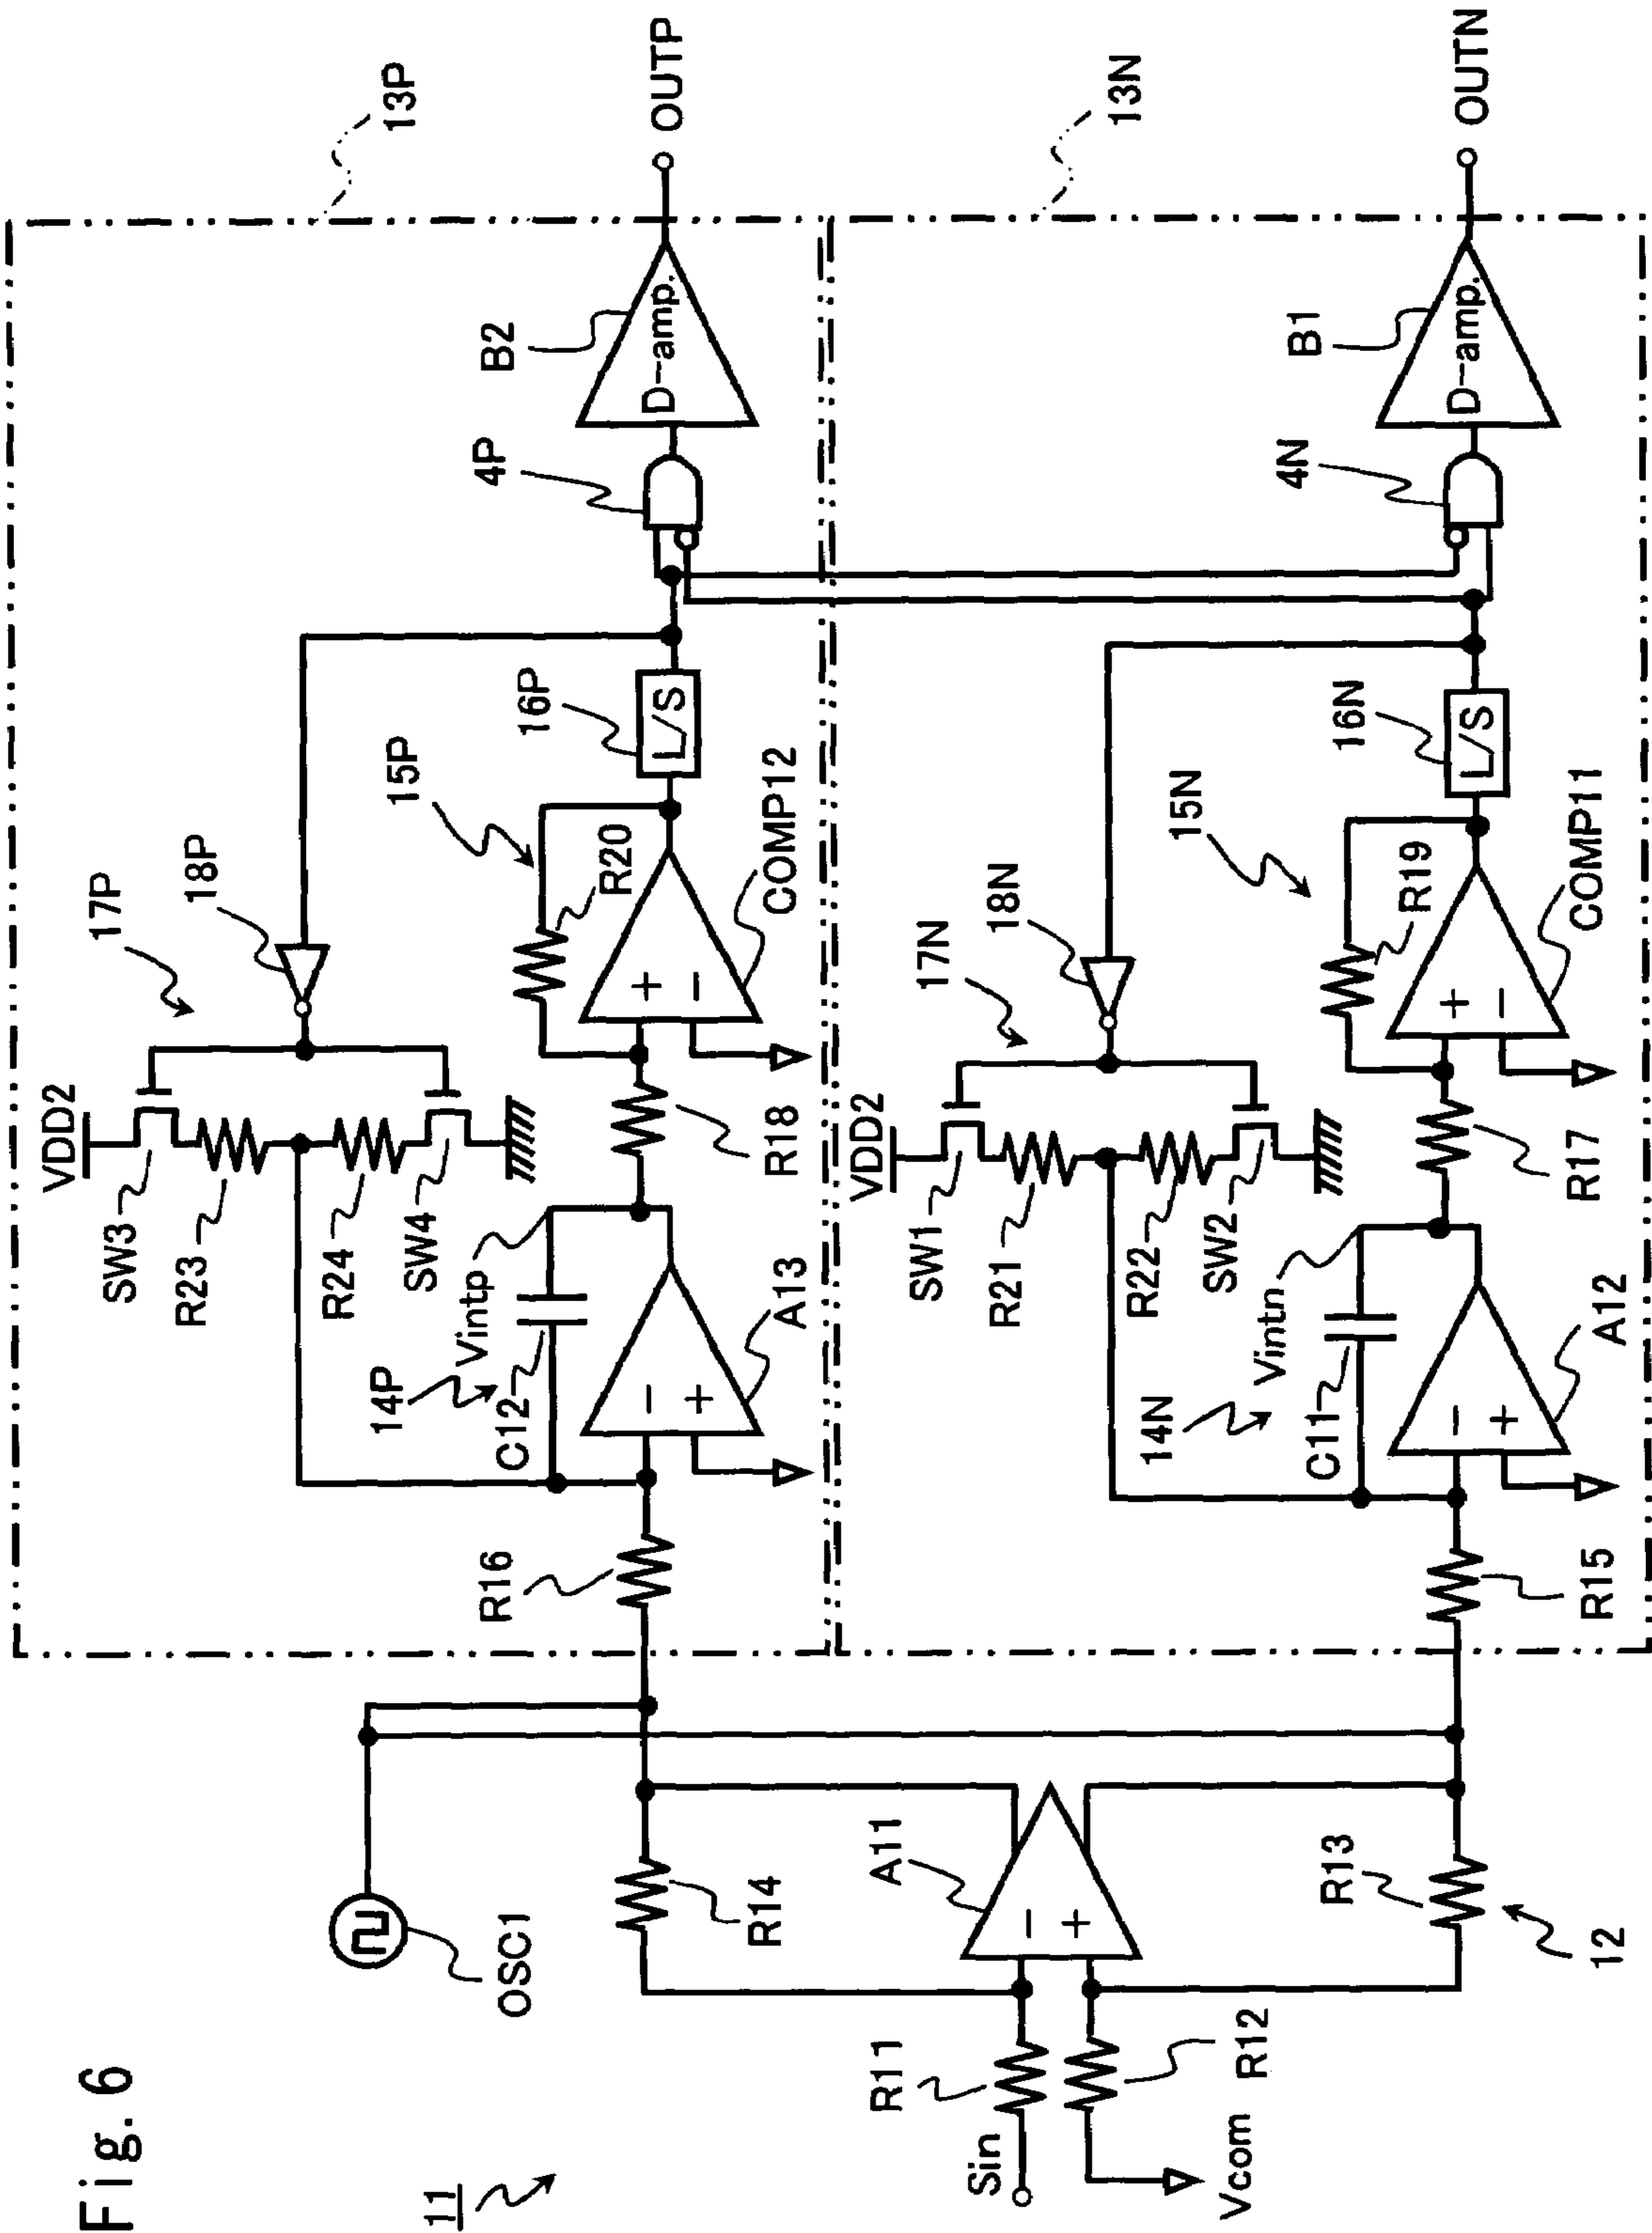 Fig. 6
11
OSC1
Sin
Vcom
R11
R12
R14
R13
12
A11
−
+
13P
R16
14P
C12
Vintp
−
+
A13
VDD2
SW3
R23
R24
SW4
17P
18P
R18
R20
15P
+
−
COMP12
16P
L/S
4P
B2
D-amp.
OUTP
13N
R15
14N
C11
Vintn
−
+
A12
VDD2
SW1
R21
R22
SW2
17N
18N
R17
R19
15N
+
−
COMP11
16N
L/S
4N
B1
D-amp.
OUTN